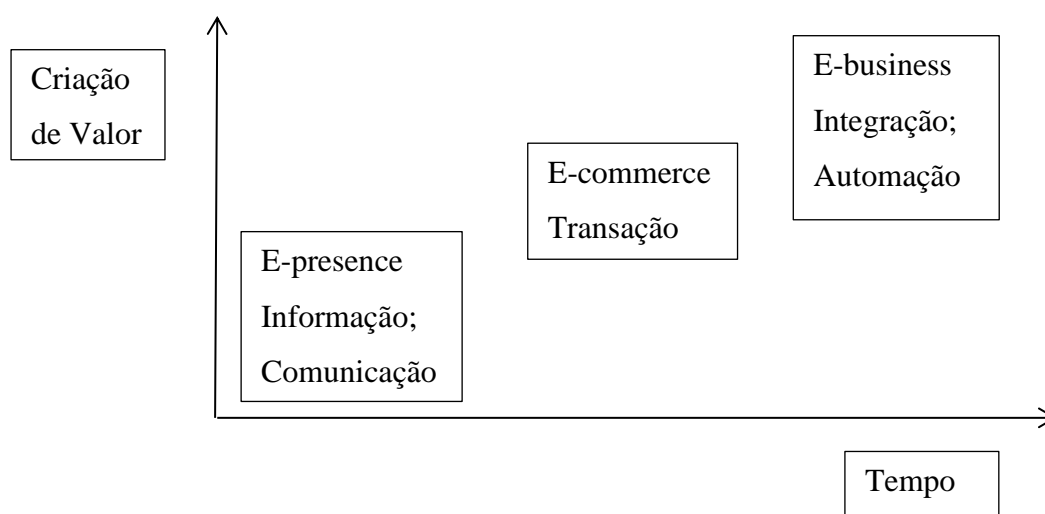 Criação
de Valor
E-business
Integração;
Automação
E-commerce
Transação
E-presence
Informação;
Comunicação
Tempo